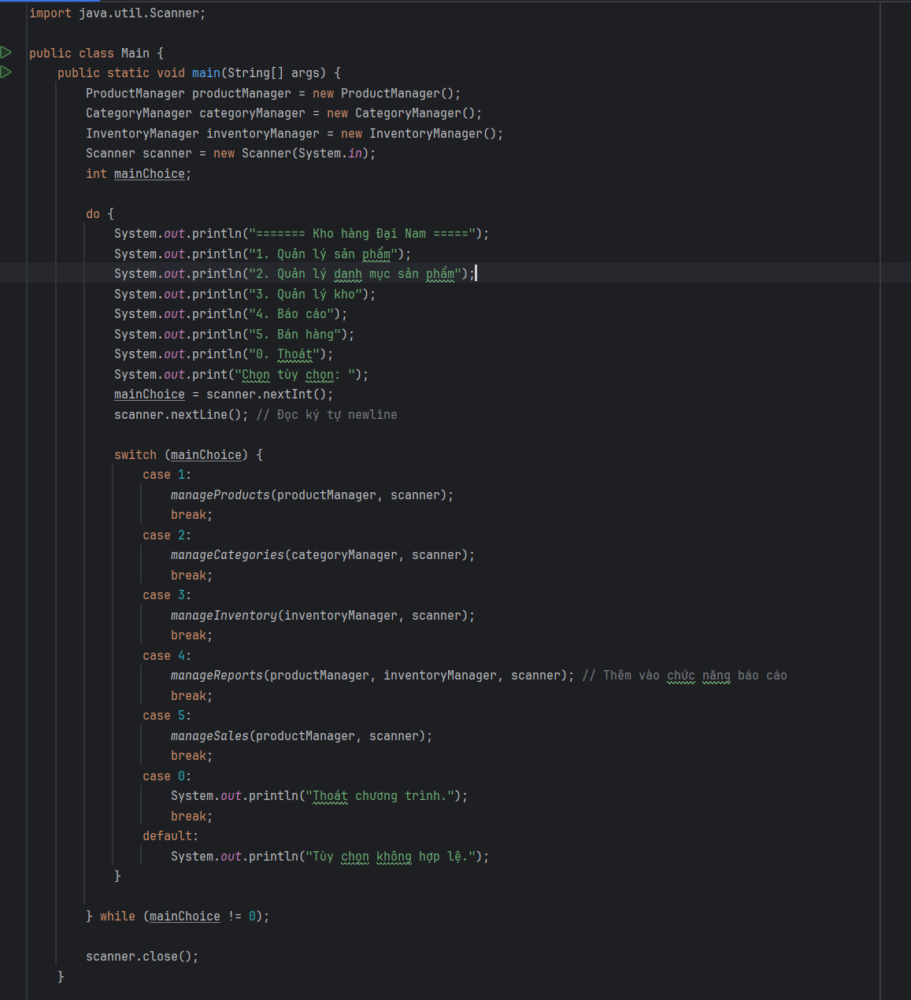 import java.util.Scanner;
public class Main {
public static void main(String[] args) {
ProductManager productManager = new ProductManager();
CategoryManager categoryManager = new CategoryManager();
InventoryManager inventoryManager = new InventoryManager();
Scanner scanner = new Scanner(System.in);
int mainChoice;
do {
System.out.println("======= Kho hàng Đại Nam =====");
System.out.println("1. Quản lý sản phẩm");
System.out.println("2. Quản lý danh mục sản phẩm");
System.out.println("3. Quản lý kho");
System.out.println("4. Báo cáo");
System.out.println("5. Bán hàng");
System.out.println("0. Thoát");
System.out.print("Chọn tùy chọn: ");
mainChoice = scanner.nextInt();
scanner.nextLine(); // Đọc ký tự newline
switch (mainChoice) {
case 1:
manageProducts(productManager, scanner);
break;
case 2:
manageCategories(categoryManager, scanner);
break;
case 3:
manageInventory(inventoryManager, scanner);
break;
case 4:
manageReports(productManager, inventoryManager, scanner); // Thêm vào chức năng báo cáo
break;
case 5:
manageSales(productManager, scanner);
break;
case 0:
System.out.println("Thoát chương trình.");
break;
default:
System.out.println("Tùy chọn không hợp lệ.");
}
} while (mainChoice != 0);
scanner.close();
}